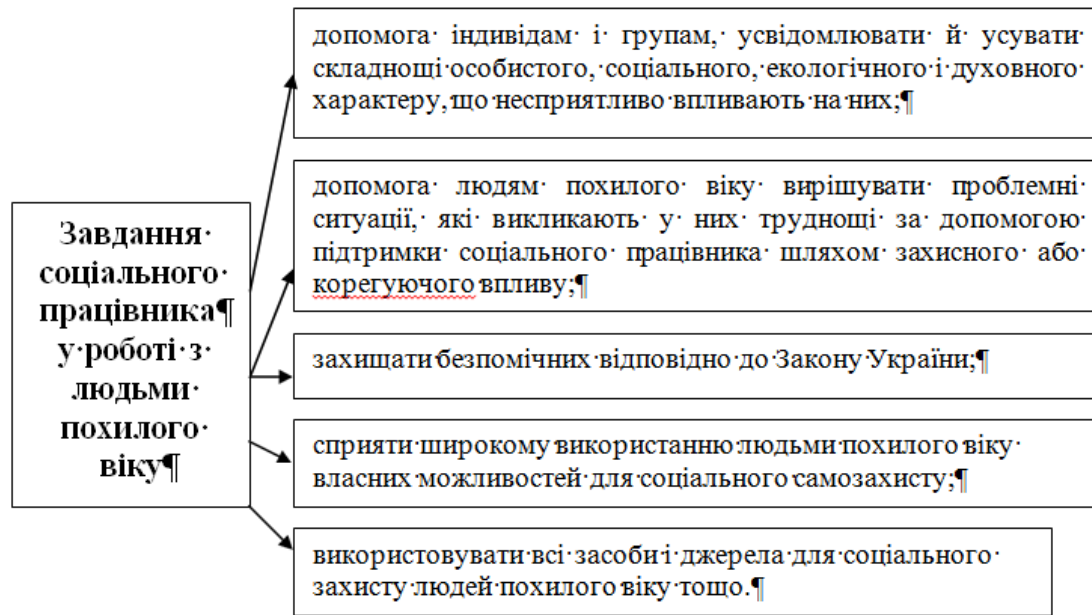 Завдання
соціального
працівника¶
у роботі з
людьми
похилого
віку¶
допомога індивідам і групам, усвідомлювати й усувати
складнощі особистого, соціального, екологічного і духовного
характеру, що несприятливо впливають на них;¶
допомога людям похилого віку вирішувати проблемні
ситуації, які викликають у них труднощі за допомогою
підтримки соціального працівника шляхом захисного або
корегуючого впливу;¶
захищати безпомічних відповідно до Закону України;¶
сприяти широкому використанню людьми похилого віку
власних можливостей для соціального самозахисту;¶
використовувати всі засоби і джерела для соціального
захисту людей похилого віку тощо.¶